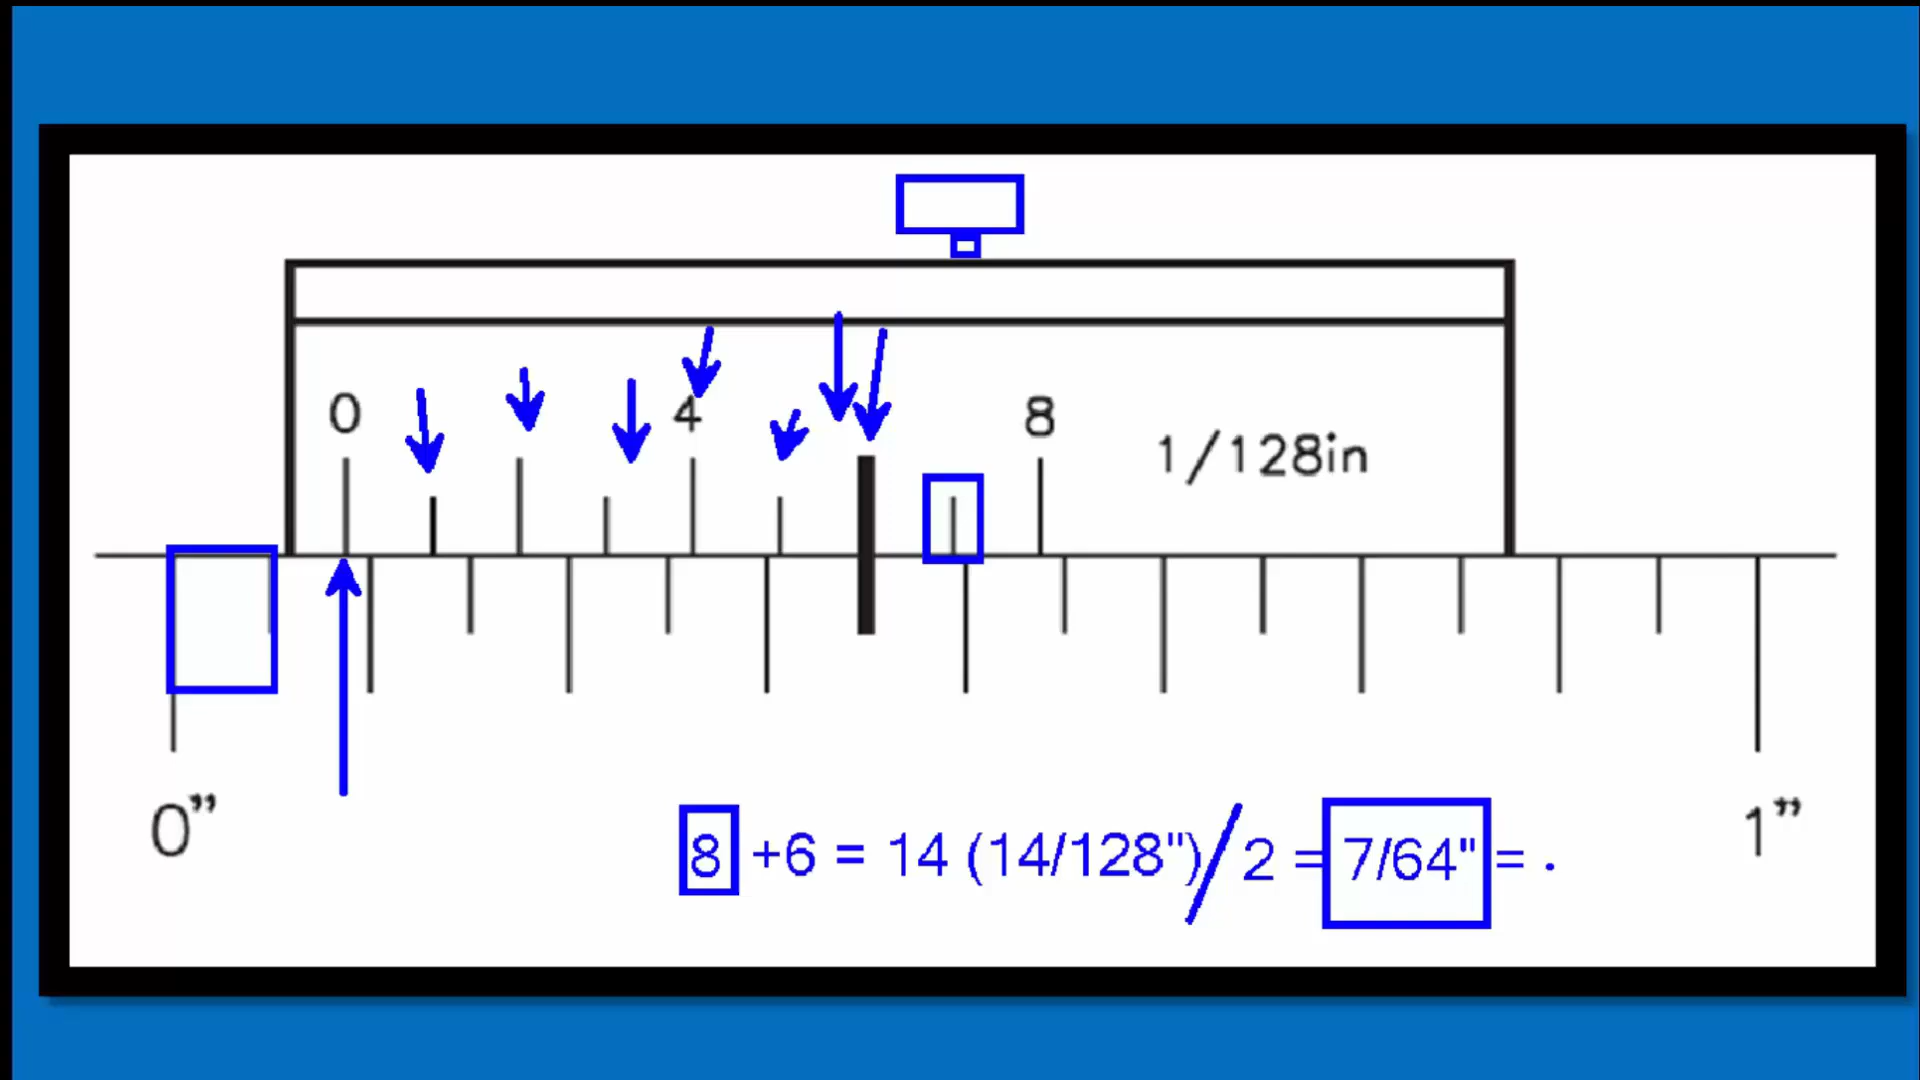 0 4 8 1/128in
0” 1”
8 +6 = 14 (14/128")/2 = 7/64" = .